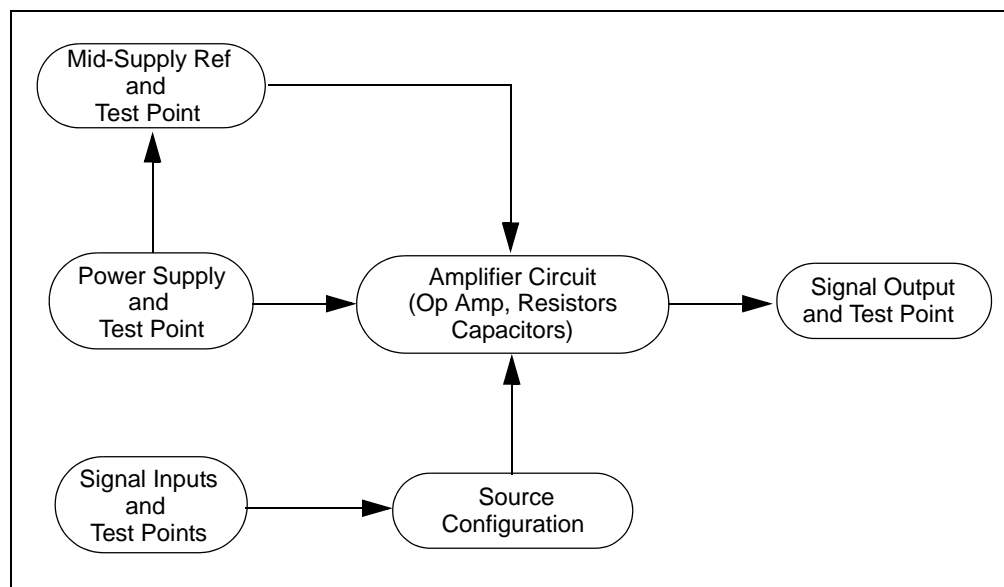 Mid-Supply Ref
and
Test Point
Power Supply
and
Test Point
Amplifier Circuit
(Op Amp, Resistors
Capacitors)
Signal Output
and Test Point
Signal Inputs
and
Test Points
Source
Configuration